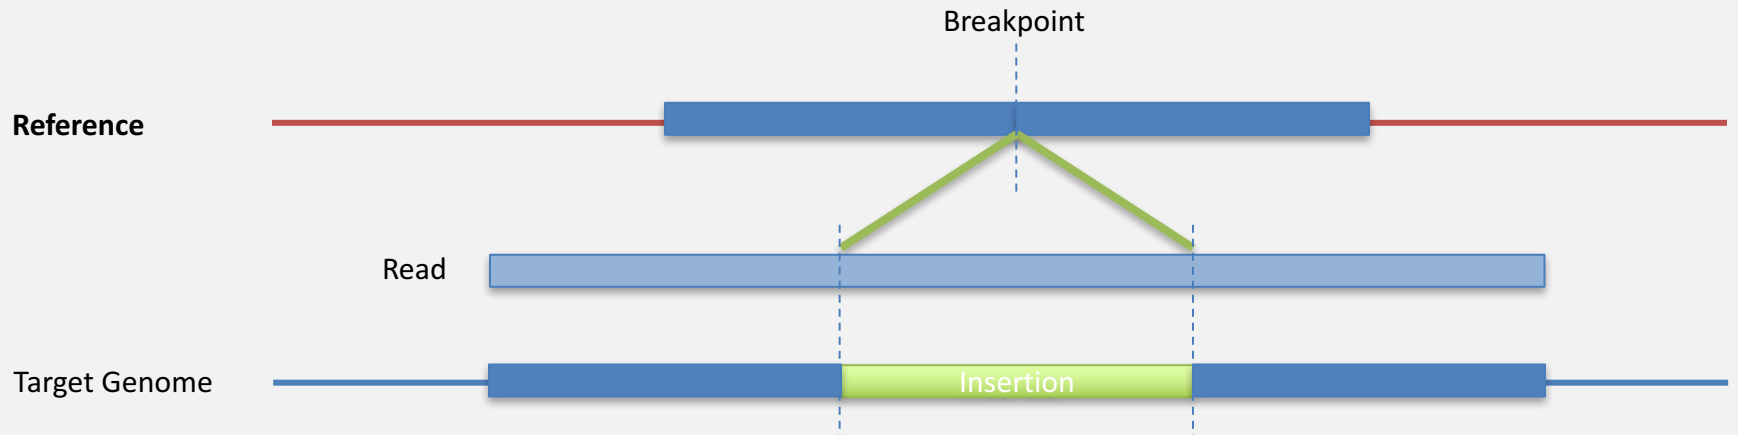 Breakpoint
Reference
Read
Target Genome
Insertion